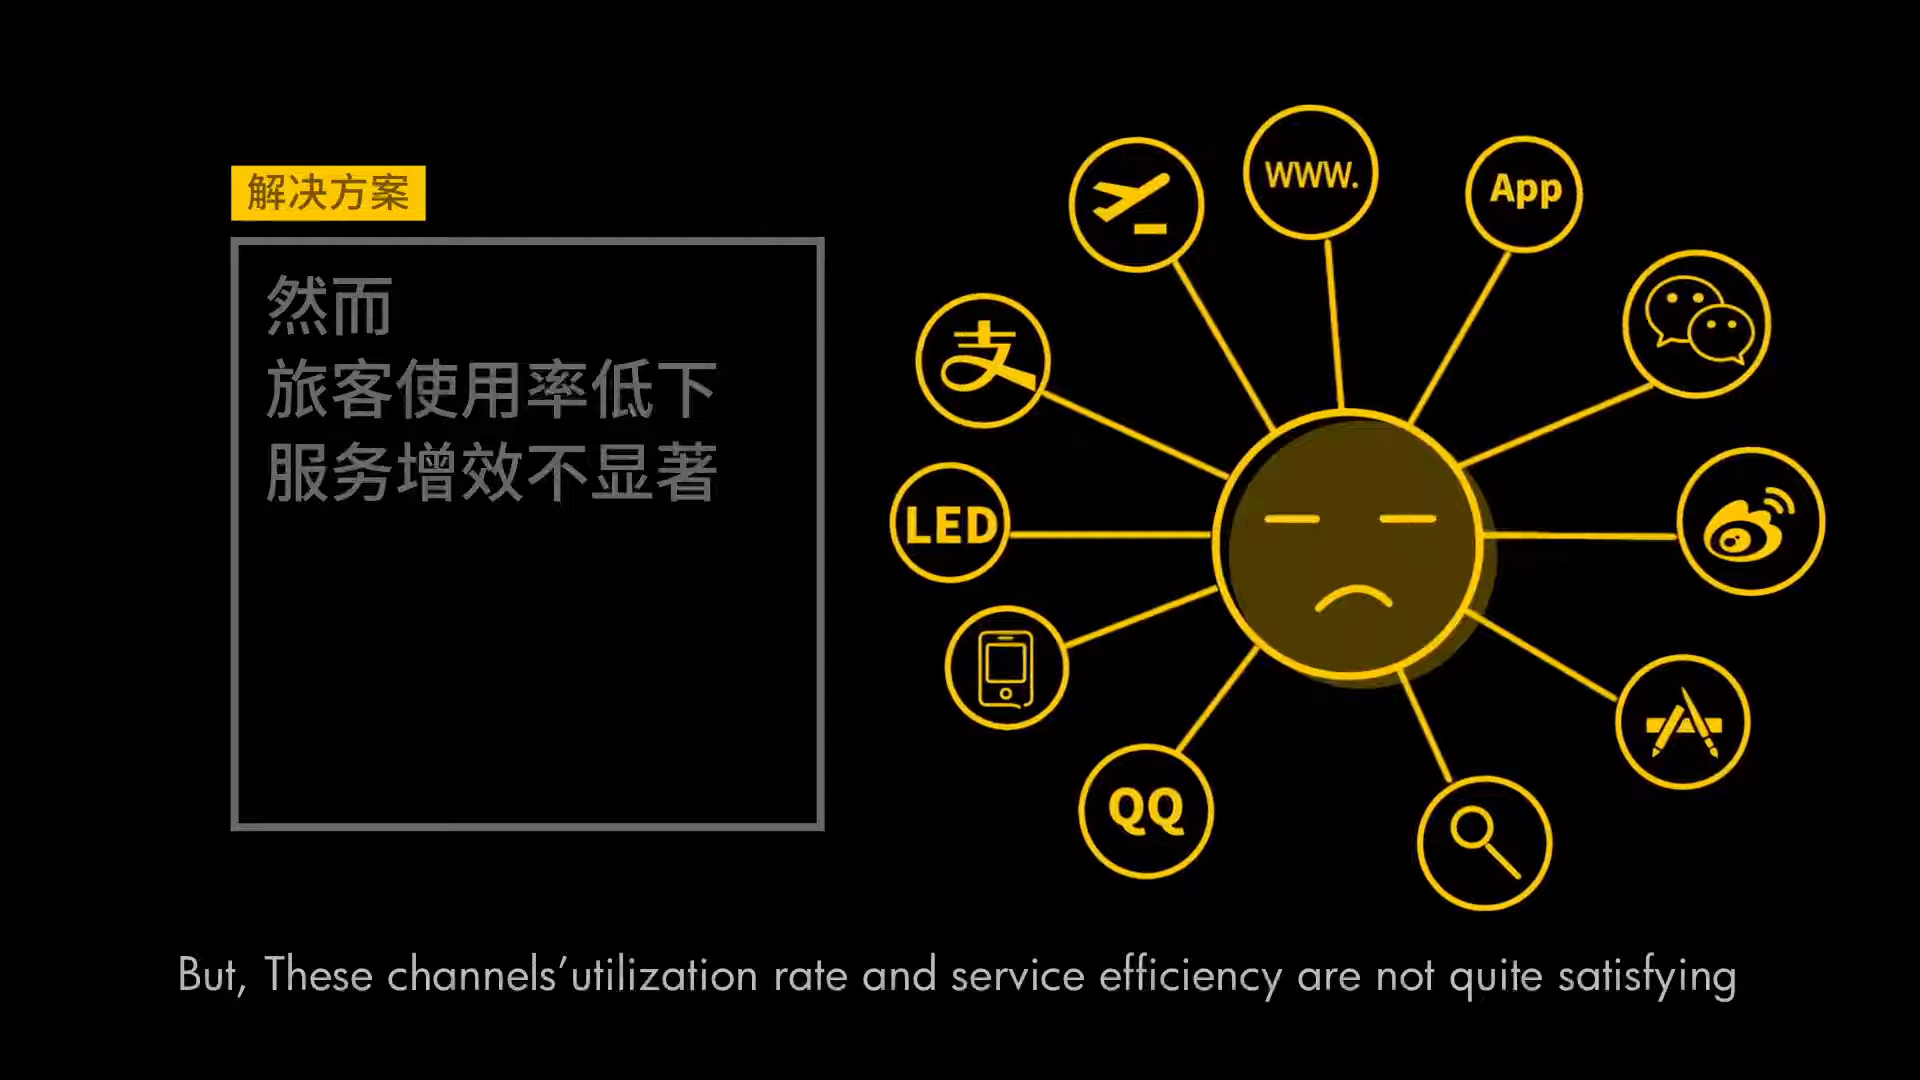 解决方案
然而
旅客使用率低下
服务增效不显著
www.
App
支
LED
QQ
But, These channels’utilization rate and service efficiency are not quite satisfying